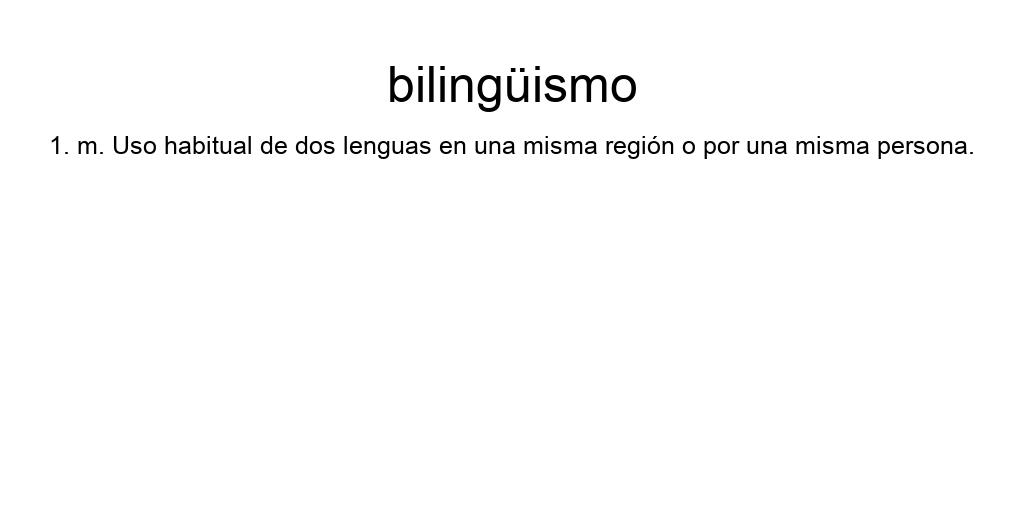 bilingüismo
1. m. Uso habitual de dos lenguas en una misma región o por una misma persona.